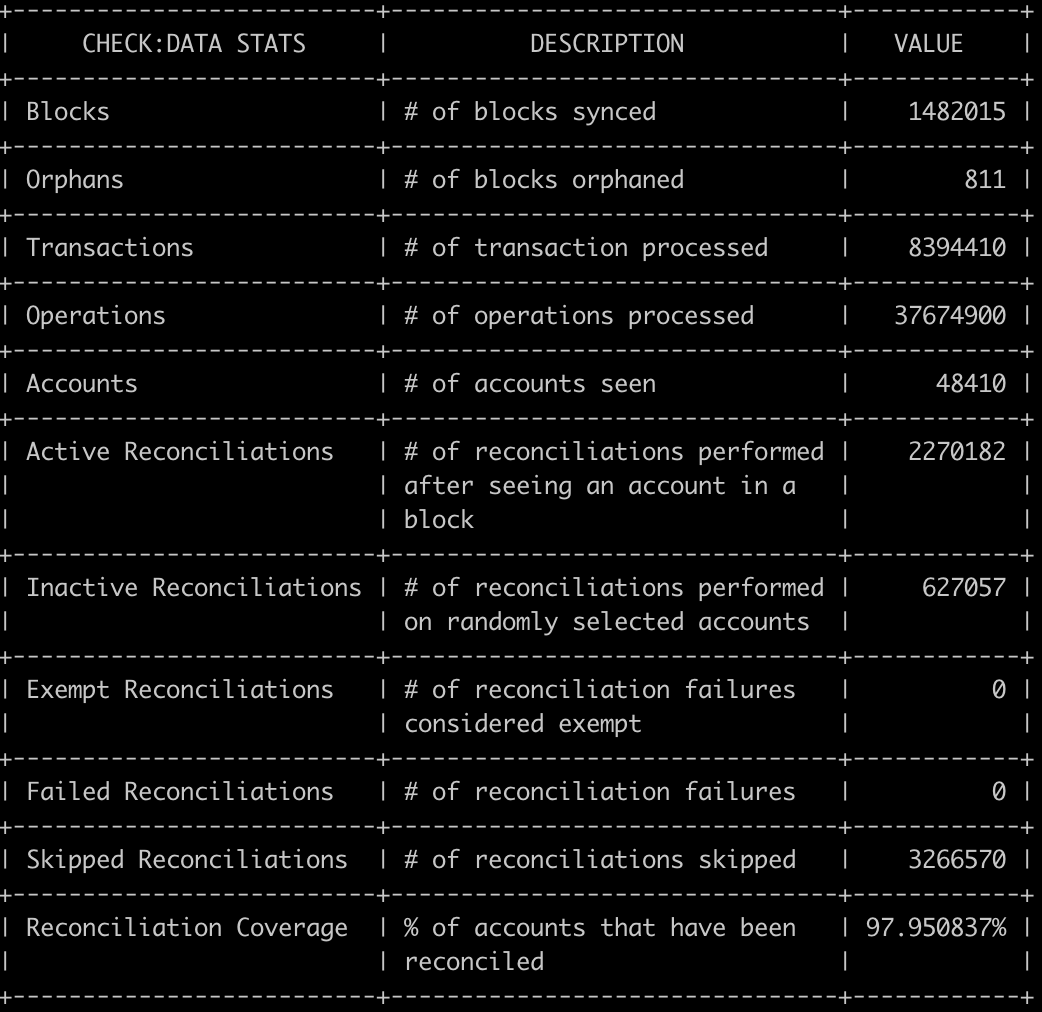 CHECK:DATA STATS | DESCRIPTION | VALUE
Blocks | # of blocks synced | 1482015
Orphans | # of blocks orphaned | 811
Transactions | # of transaction processed | 8394410
Operations | # of operations processed | 37674900
Accounts | # of accounts seen | 48410
Active Reconciliations | # of reconciliations performed | 2270182
after seeing an account in a
block
Inactive Reconciliations | # of reconciliations performed | 627057
on randomly selected accounts
Exempt Reconciliations | # of reconciliation failures | 0
considered exempt
Failed Reconciliations | # of reconciliation failures | 0
Skipped Reconciliations | # of reconciliations skipped | 3266570
Reconciliation Coverage | % of accounts that have been | 97.950837%
reconciled